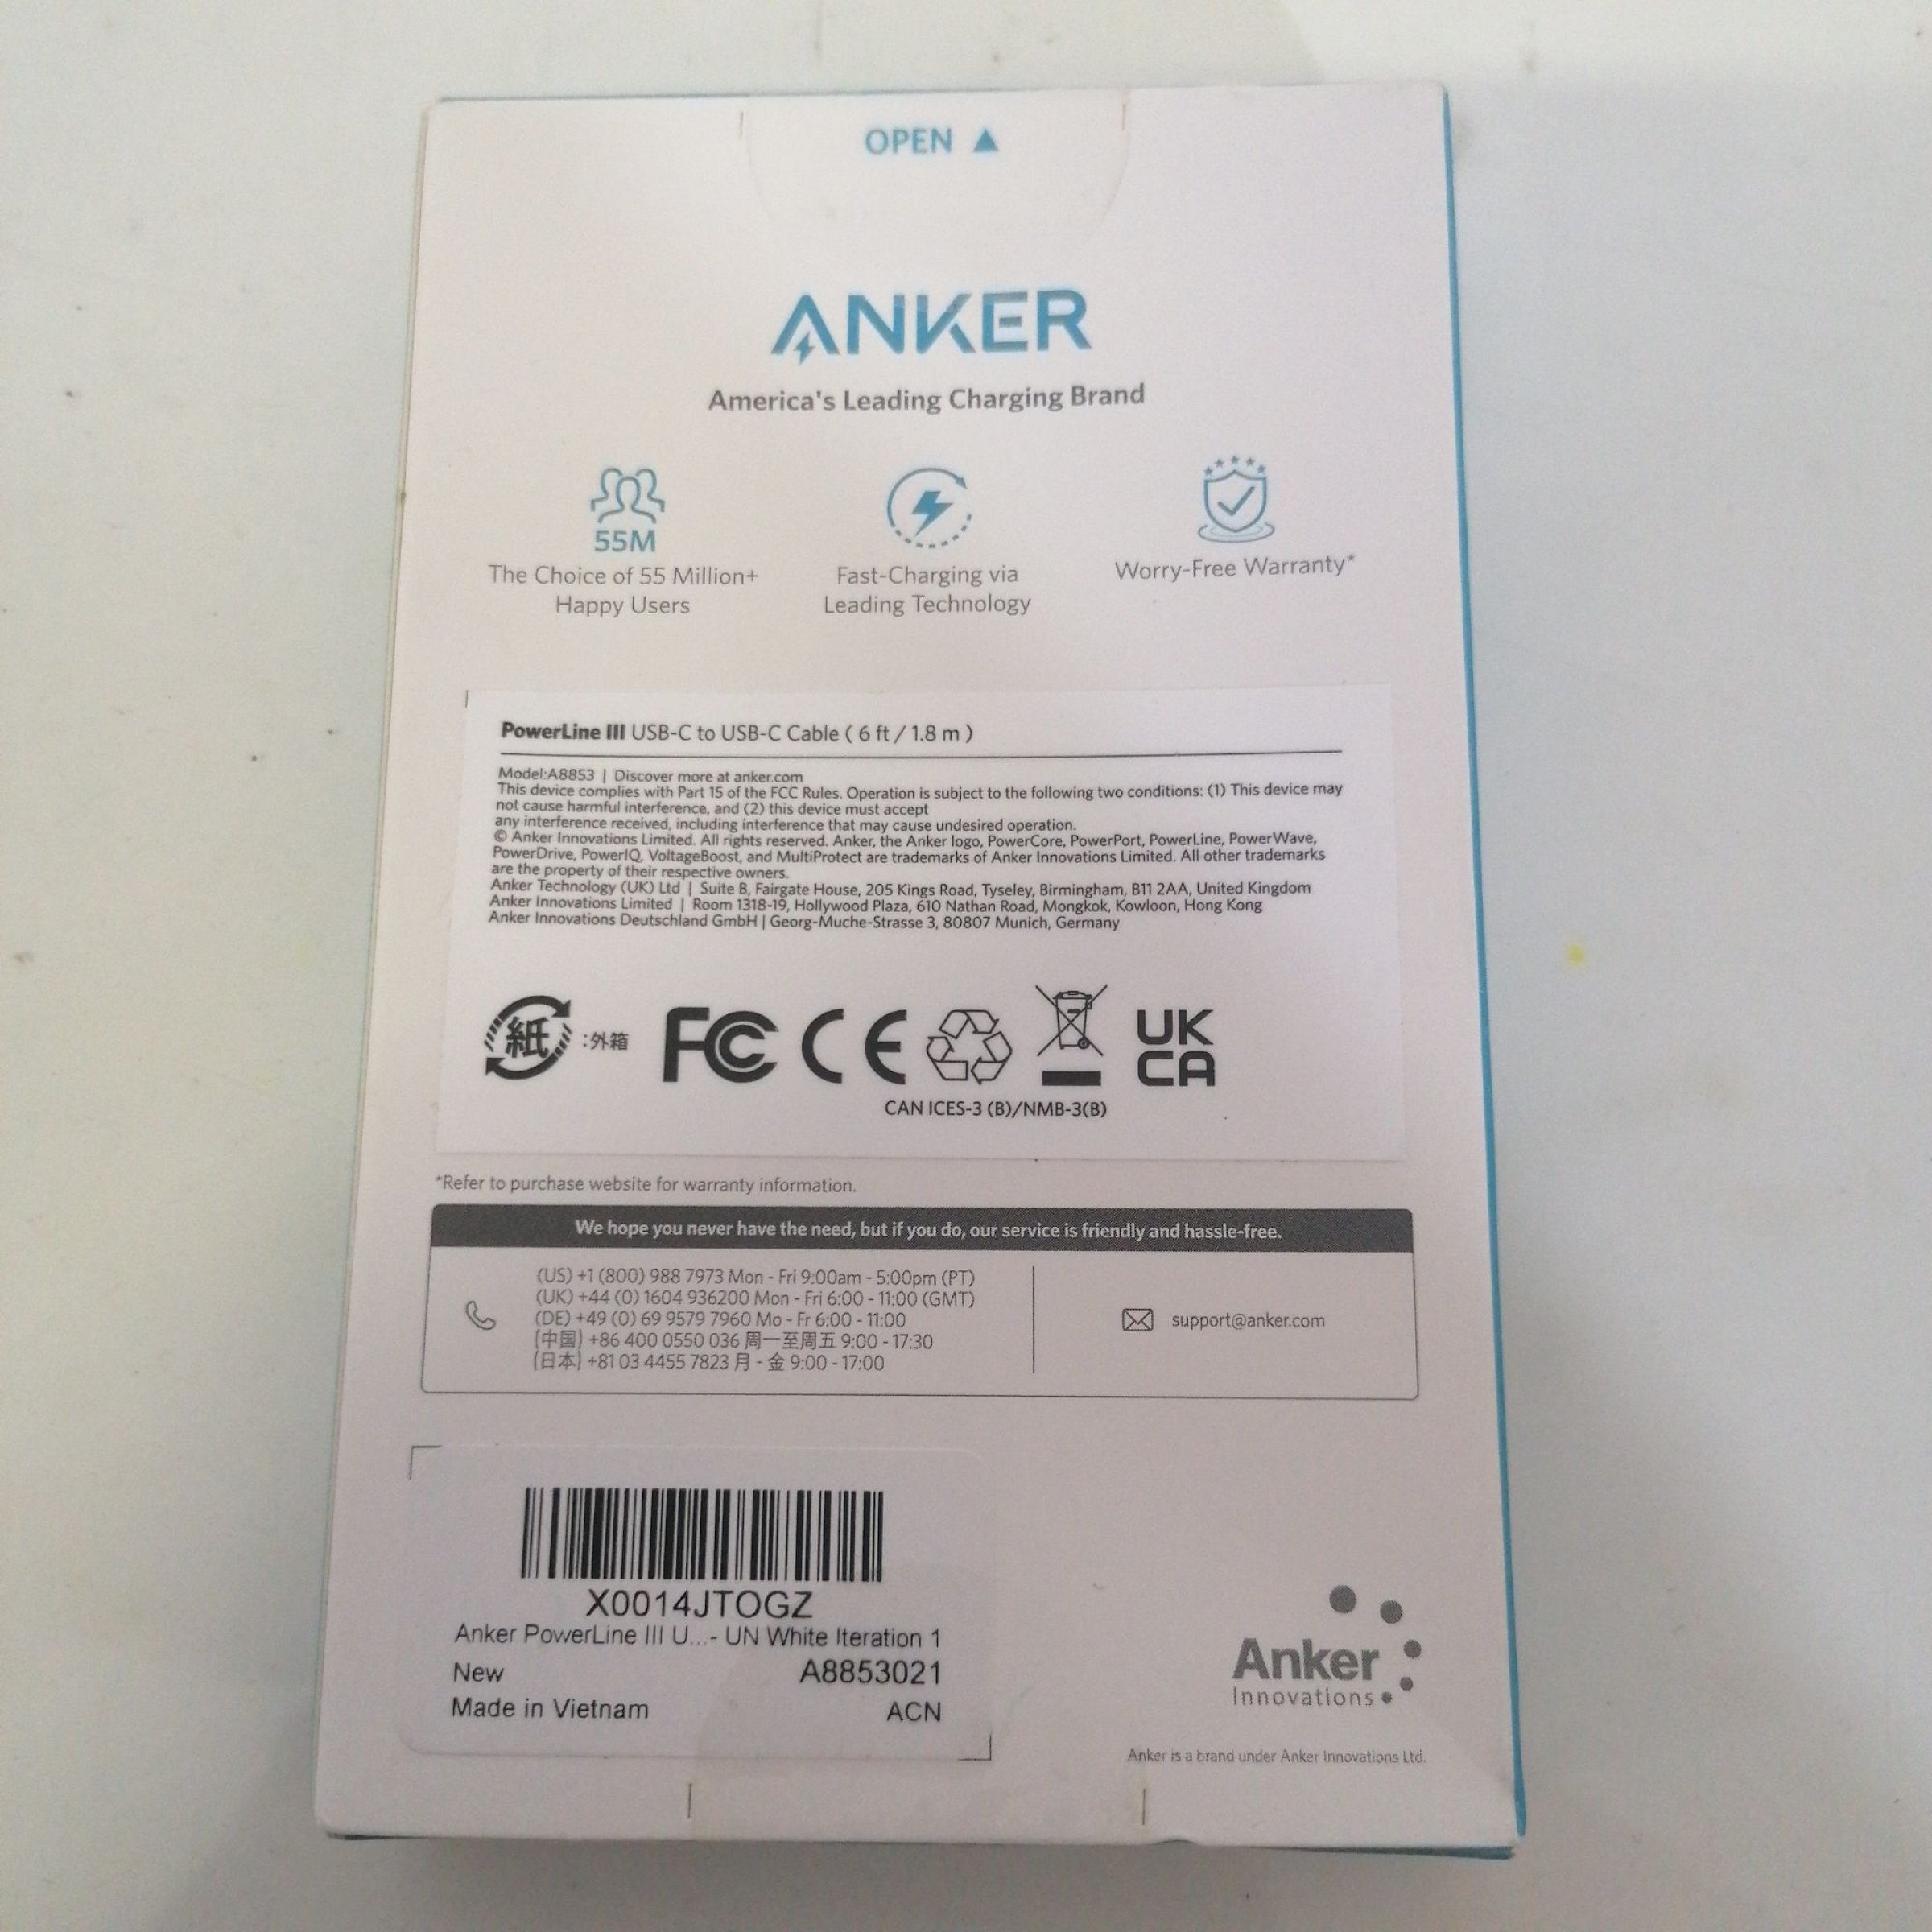 OPEN ▲
ANKER
America's Leading Charging Brand
55M
The Choice of 55 Million+
Happy Users
Fast-Charging via
Leading Technology
Worry-Free Warranty*
PowerLine III USB-C to USB-C Cable ( 6 ft / 1.8 m )
Model:A8853 | Discover more at anker.com
This device complies with Part 15 of the FCC Rules. Operation is subject to the following two conditions: (1) This device may
not cause harmful interference, and (2) this device must accept
any interference received, including interference that may cause undesired operation.
© Anker Innovations Limited. All rights reserved. Anker, the Anker logo, PowerCore, PowerPort, PowerLine, PowerWave,
PowerDrive, PowerIQ, VoltageBoost, and MultiProtect are trademarks of Anker Innovations Limited. All other trademarks
are the property of their respective owners.
Anker Technology (UK) Ltd | Suite B, Fairgate House, 205 Kings Road, Tyseley, Birmingham, B11 2AA, United Kingdom
Anker Innovations Limited | Room 1318-19, Hollywood Plaza, 610 Nathan Road, Mongkok, Kowloon, Hong Kong
Anker Innovations Deutschland GmbH | Georg-Muche-Strasse 3, 80807 Munich, Germany
紙 :外箱 FC CE UK
CA
CAN ICES-3 (B)/NMB-3(B)
*Refer to purchase website for warranty information.
We hope you never have the need, but if you do, our service is friendly and hassle-free.
(US) +1 (800) 988 7973 Mon - Fri 9:00am - 5:00pm (PT)
(UK) +44 (0) 1604 936200 Mon - Fri 6:00 - 11:00 (GMT)
(DE) +49 (0) 69 9579 7960 Mo - Fr 6:00 - 11:00
(中国) +86 400 0550 036 周一至周五 9:00 - 17:30
(日本) +81 03 4455 7823 月 - 金 9:00 - 17:00
support@anker.com
X0014JTOGZ
Anker PowerLine III U...- UN White Iteration 1
New A8853021
Made in Vietnam ACN
Anker
Innovations
Anker is a brand under Anker Innovations Ltd.